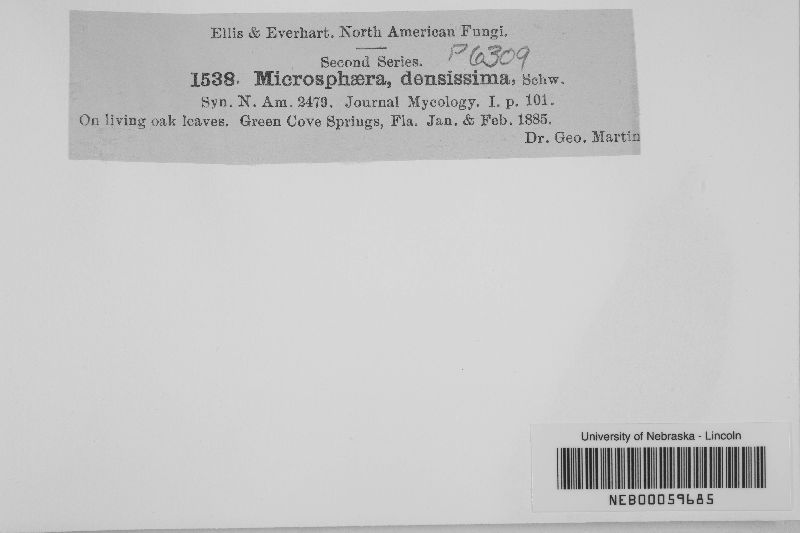 Ellis & Everhart. North American Fungi.
Second Series. P6309
1538. Microsphæra, densissima, Schw.
Syn. N. Am. 2479. Journal Mycology. I. p. 101.
On living oak leaves. Green Cove Springs, Fla. Jan. & Feb. 1885.
Dr. Geo. Martin
University of Nebraska - Lincoln
NEB00059685